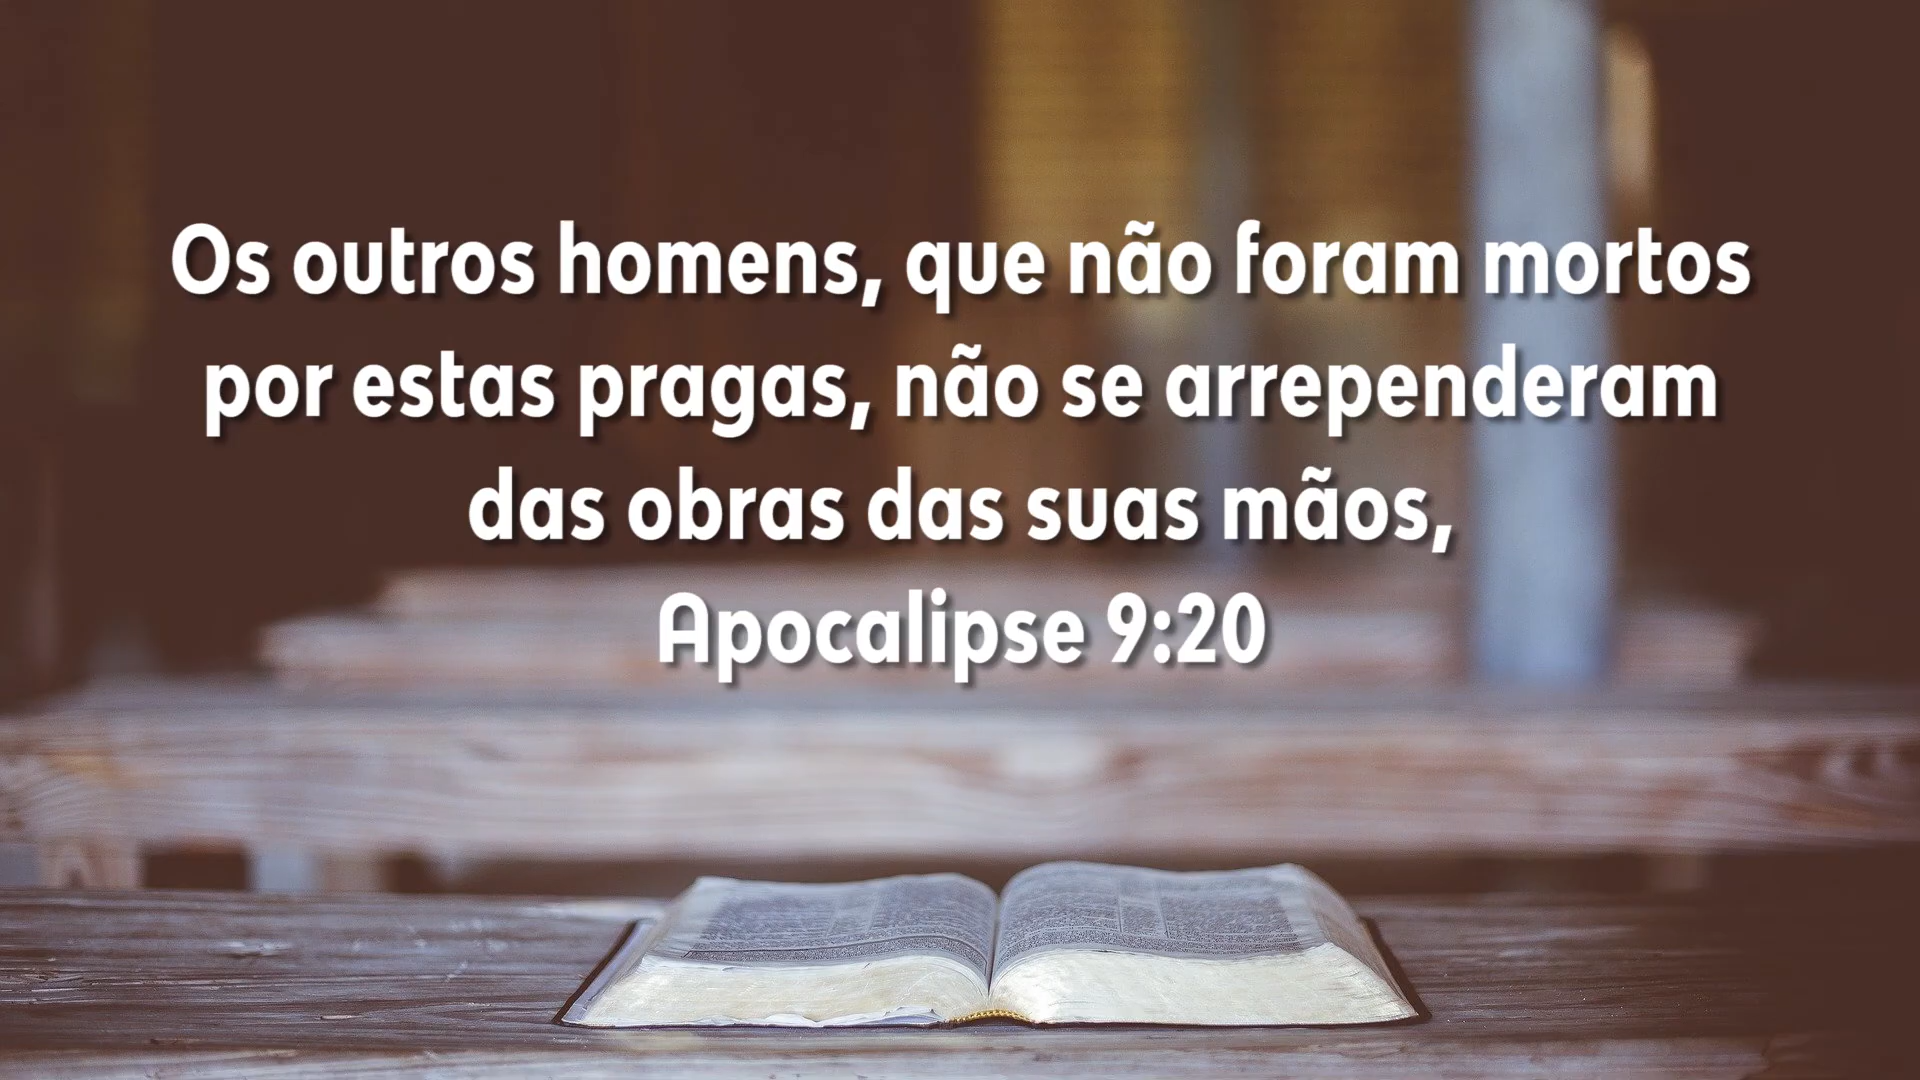 Os outros homens, que não foram mortos
por estas pragas, não se arrependeram
das obras das suas mãos,
Apocalipse 9:20